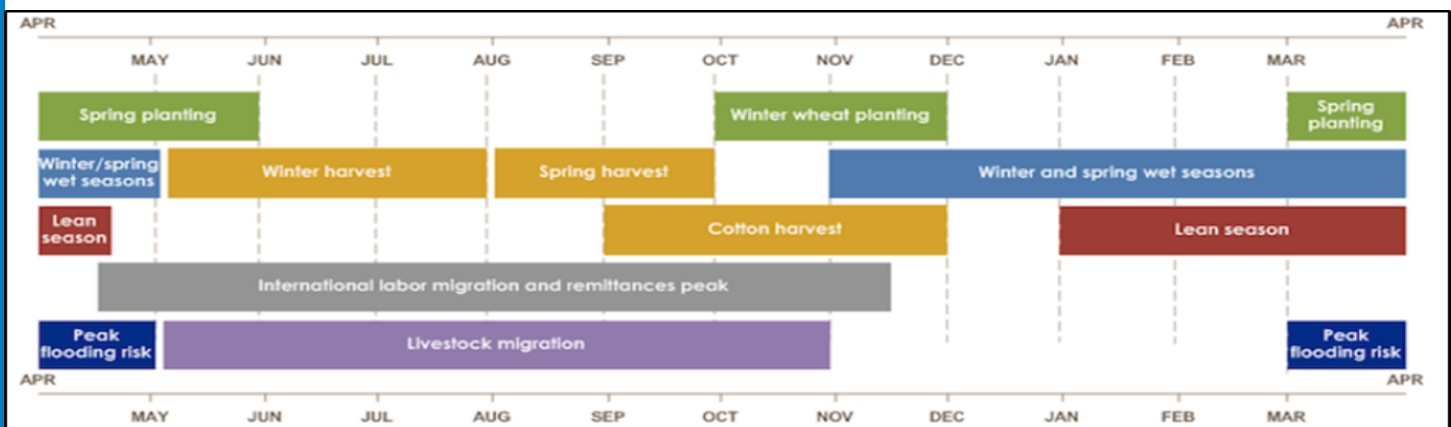 APR APR
MAY JUN JUL AUG SEP OCT NOV DEC JAN FEB MAR
Spring planting Winter wheat planting Spring
planting
Winter/spring
wet seasons Winter harvest Spring harvest Winter and spring wet seasons
Lean
season Cotton harvest Lean season
International labor migration and remittances peak
Peak
flooding risk Livestock migration Peak
flooding risk
APR APR
MAY JUN JUL AUG SEP OCT NOV DEC JAN FEB MAR